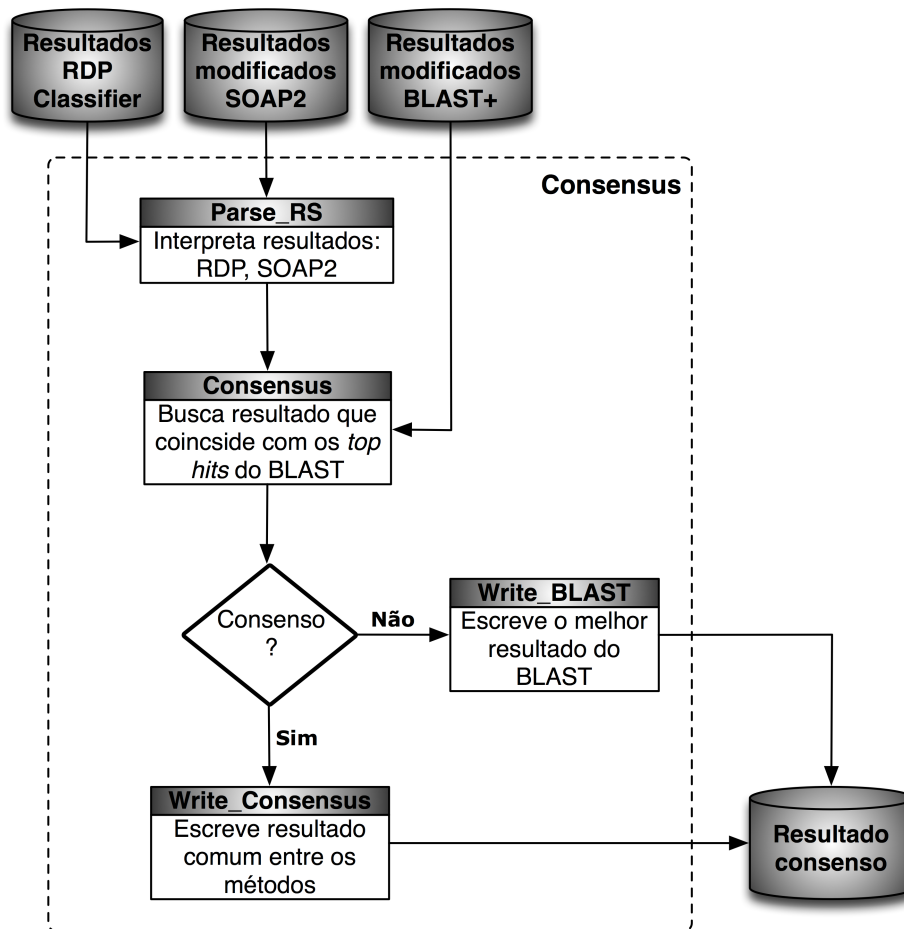 Resultados
RDP
Classifier
Resultados
modificados
SOAP2
Resultados
modificados
BLAST+
Consensus
Parse_RS
Interpreta resultados:
RDP, SOAP2
Consensus
Busca resultado que
coincside com os top
hits do BLAST
Consenso
?
Não
Write_BLAST
Escreve o melhor
resultado do
BLAST
Sim
Write_Consensus
Escreve resultado
comum entre os
métodos
Resultado
consenso